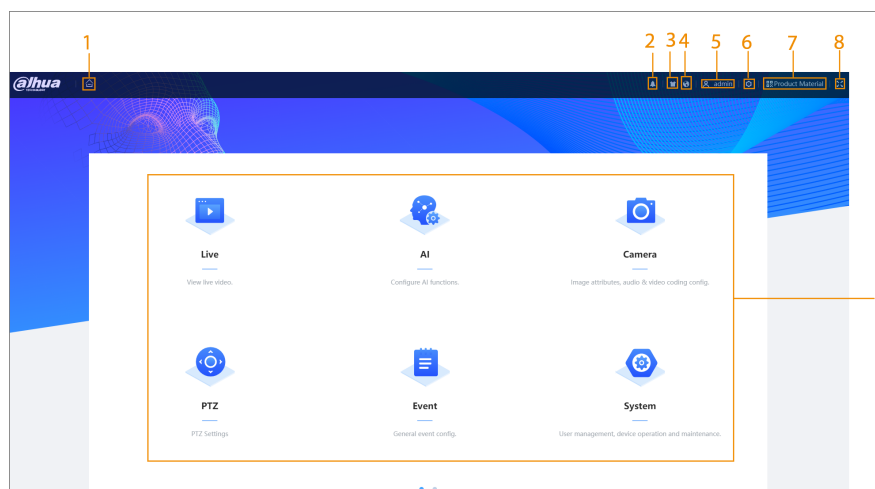 1 2 3 4 5 6 7 8
alhua admin Product Material
TECHNOLOGY
Live AI Camera
View live video. Configure AI functions. Image attributes, audio & video coding config.
PTZ Event System
PTZ Settings General event config. User management, device operation and maintenance.